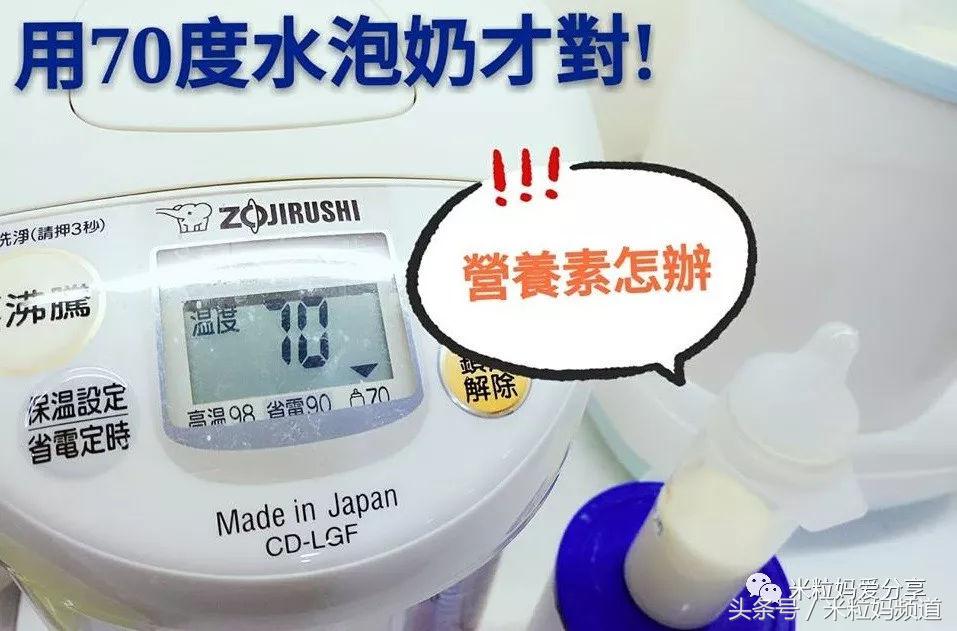 用70度水泡奶才對!
!!!
營養素怎辦
洗淨(請押3秒)
ZOJIRUSHI
沸騰
温度 70
高温98 省電90 70
保温設定
省電定時
解除
Made in Japan
CD-LGF
米粒妈爱分享
头条号 / 米粒妈频道